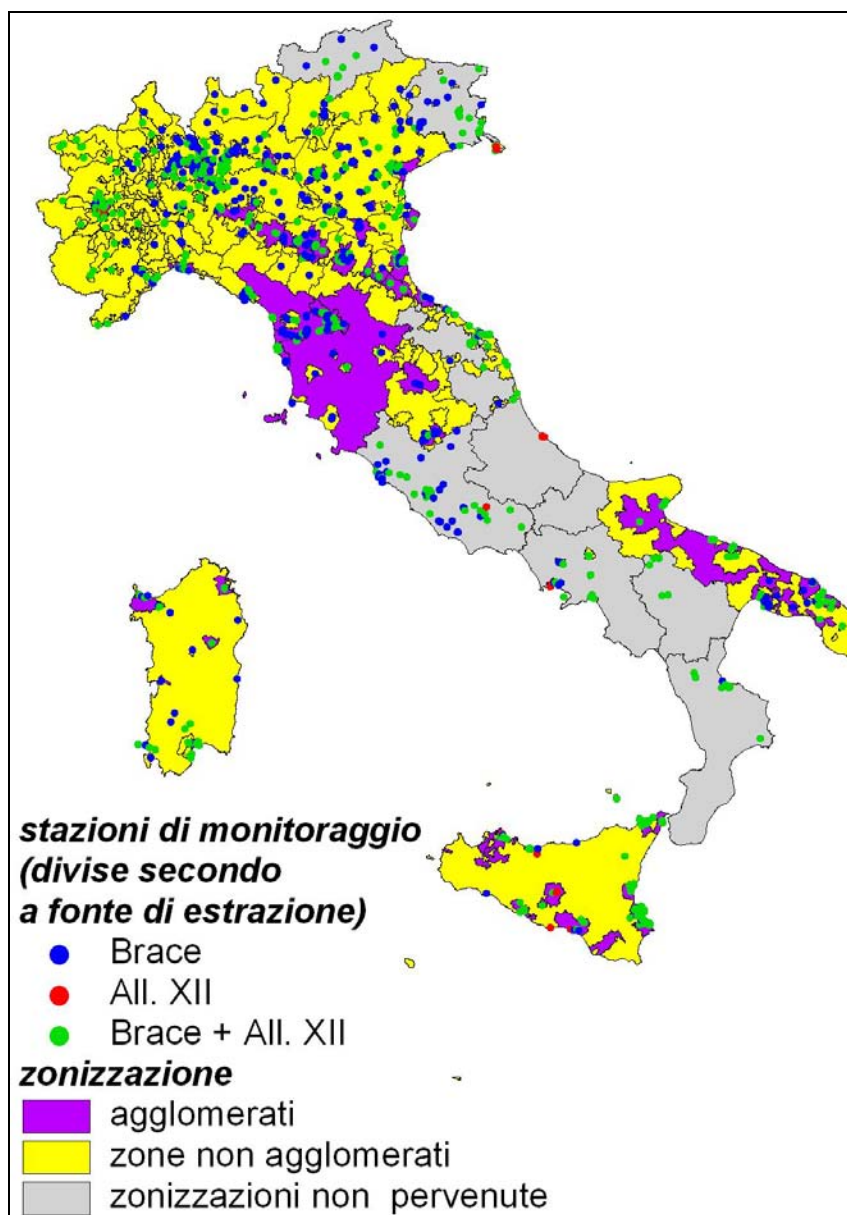 stazioni di monitoraggio
(divise secondo
a fonte di estrazione)
Brace
All. XII
Brace + All. XII
zonizzazione
agglomerati
zone non agglomerati
zonizzazioni non pervenute